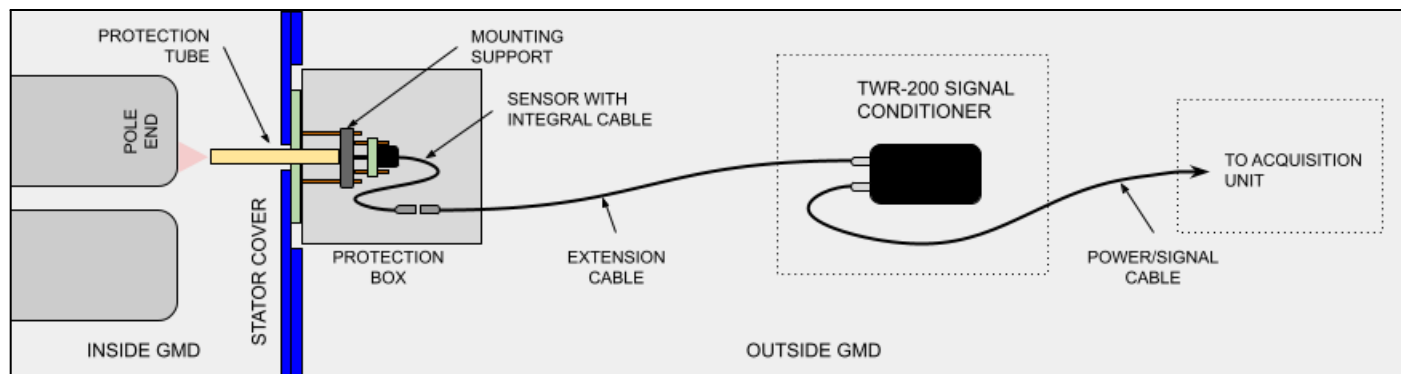 PROTECTION
TUBE
MOUNTING
SUPPORT
SENSOR WITH
INTEGRAL CABLE
TWR-200 SIGNAL
CONDITIONER
POLE
END
TO ACQUISITION
UNIT
STATOR COVER
PROTECTION
BOX
EXTENSION
CABLE
POWER/SIGNAL
CABLE
INSIDE GMD
OUTSIDE GMD